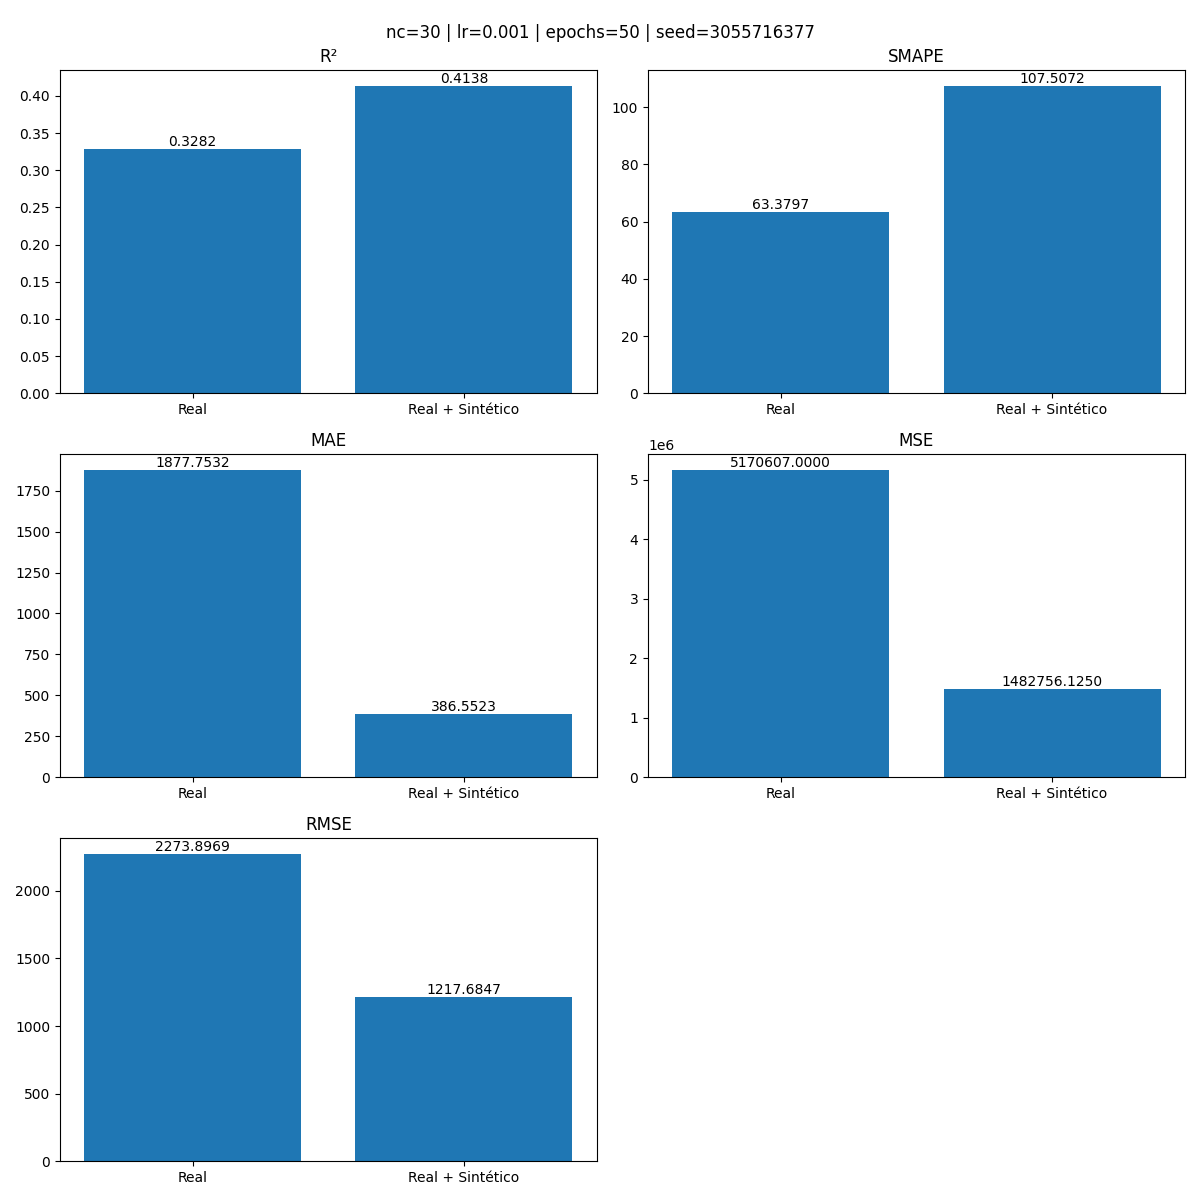 nc=30 | lr=0.001 | epochs=50 | seed=3055716377
R²
0.40
0.35
0.30
0.25
0.20
0.15
0.10
0.05
0.00
0.3282
0.4138
Real
Real + Sintético
SMAPE
100
80
60
40
20
0
63.3797
107.5072
Real
Real + Sintético
MAE
1750
1500
1250
1000
750
500
250
0
1877.7532
386.5523
Real
Real + Sintético
MSE
1e6
5
4
3
2
1
0
5170607.0000
1482756.1250
Real
Real + Sintético
RMSE
2000
1500
1000
500
0
2273.8969
1217.6847
Real
Real + Sintético